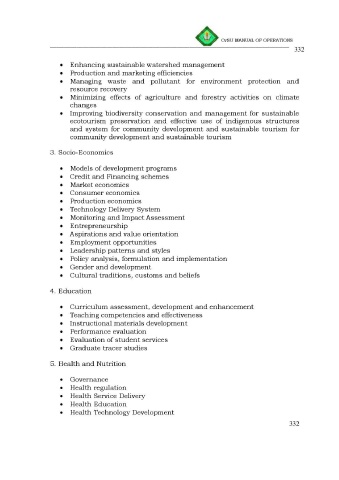 CvSU MANUAL OF OPERATIONS
332
• Enhancing sustainable watershed management
• Production and marketing efficiencies
• Managing waste and pollutant for environment protection and
resource recovery
• Minimizing effects of agriculture and forestry activities on climate
changes
• Improving biodiversity conservation and management for sustainable
ecotourism preservation and effective use of indigenous structures
and system for community development and sustainable tourism for
community development and sustainable tourism
3. Socio-Economics
• Models of development programs
• Credit and Financing schemes
• Market economics
• Consumer economics
• Production economics
• Technology Delivery System
• Monitoring and Impact Assessment
• Entrepreneurship
• Aspirations and value orientation
• Employment opportunities
• Leadership patterns and styles
• Policy analysis, formulation and implementation
• Gender and development
• Cultural traditions, customs and beliefs
4. Education
• Curriculum assessment, development and enhancement
• Teaching competencies and effectiveness
• Instructional materials development
• Performance evaluation
• Evaluation of student services
• Graduate tracer studies
5. Health and Nutrition
• Governance
• Health regulation
• Health Service Delivery
• Health Education
• Health Technology Development
332